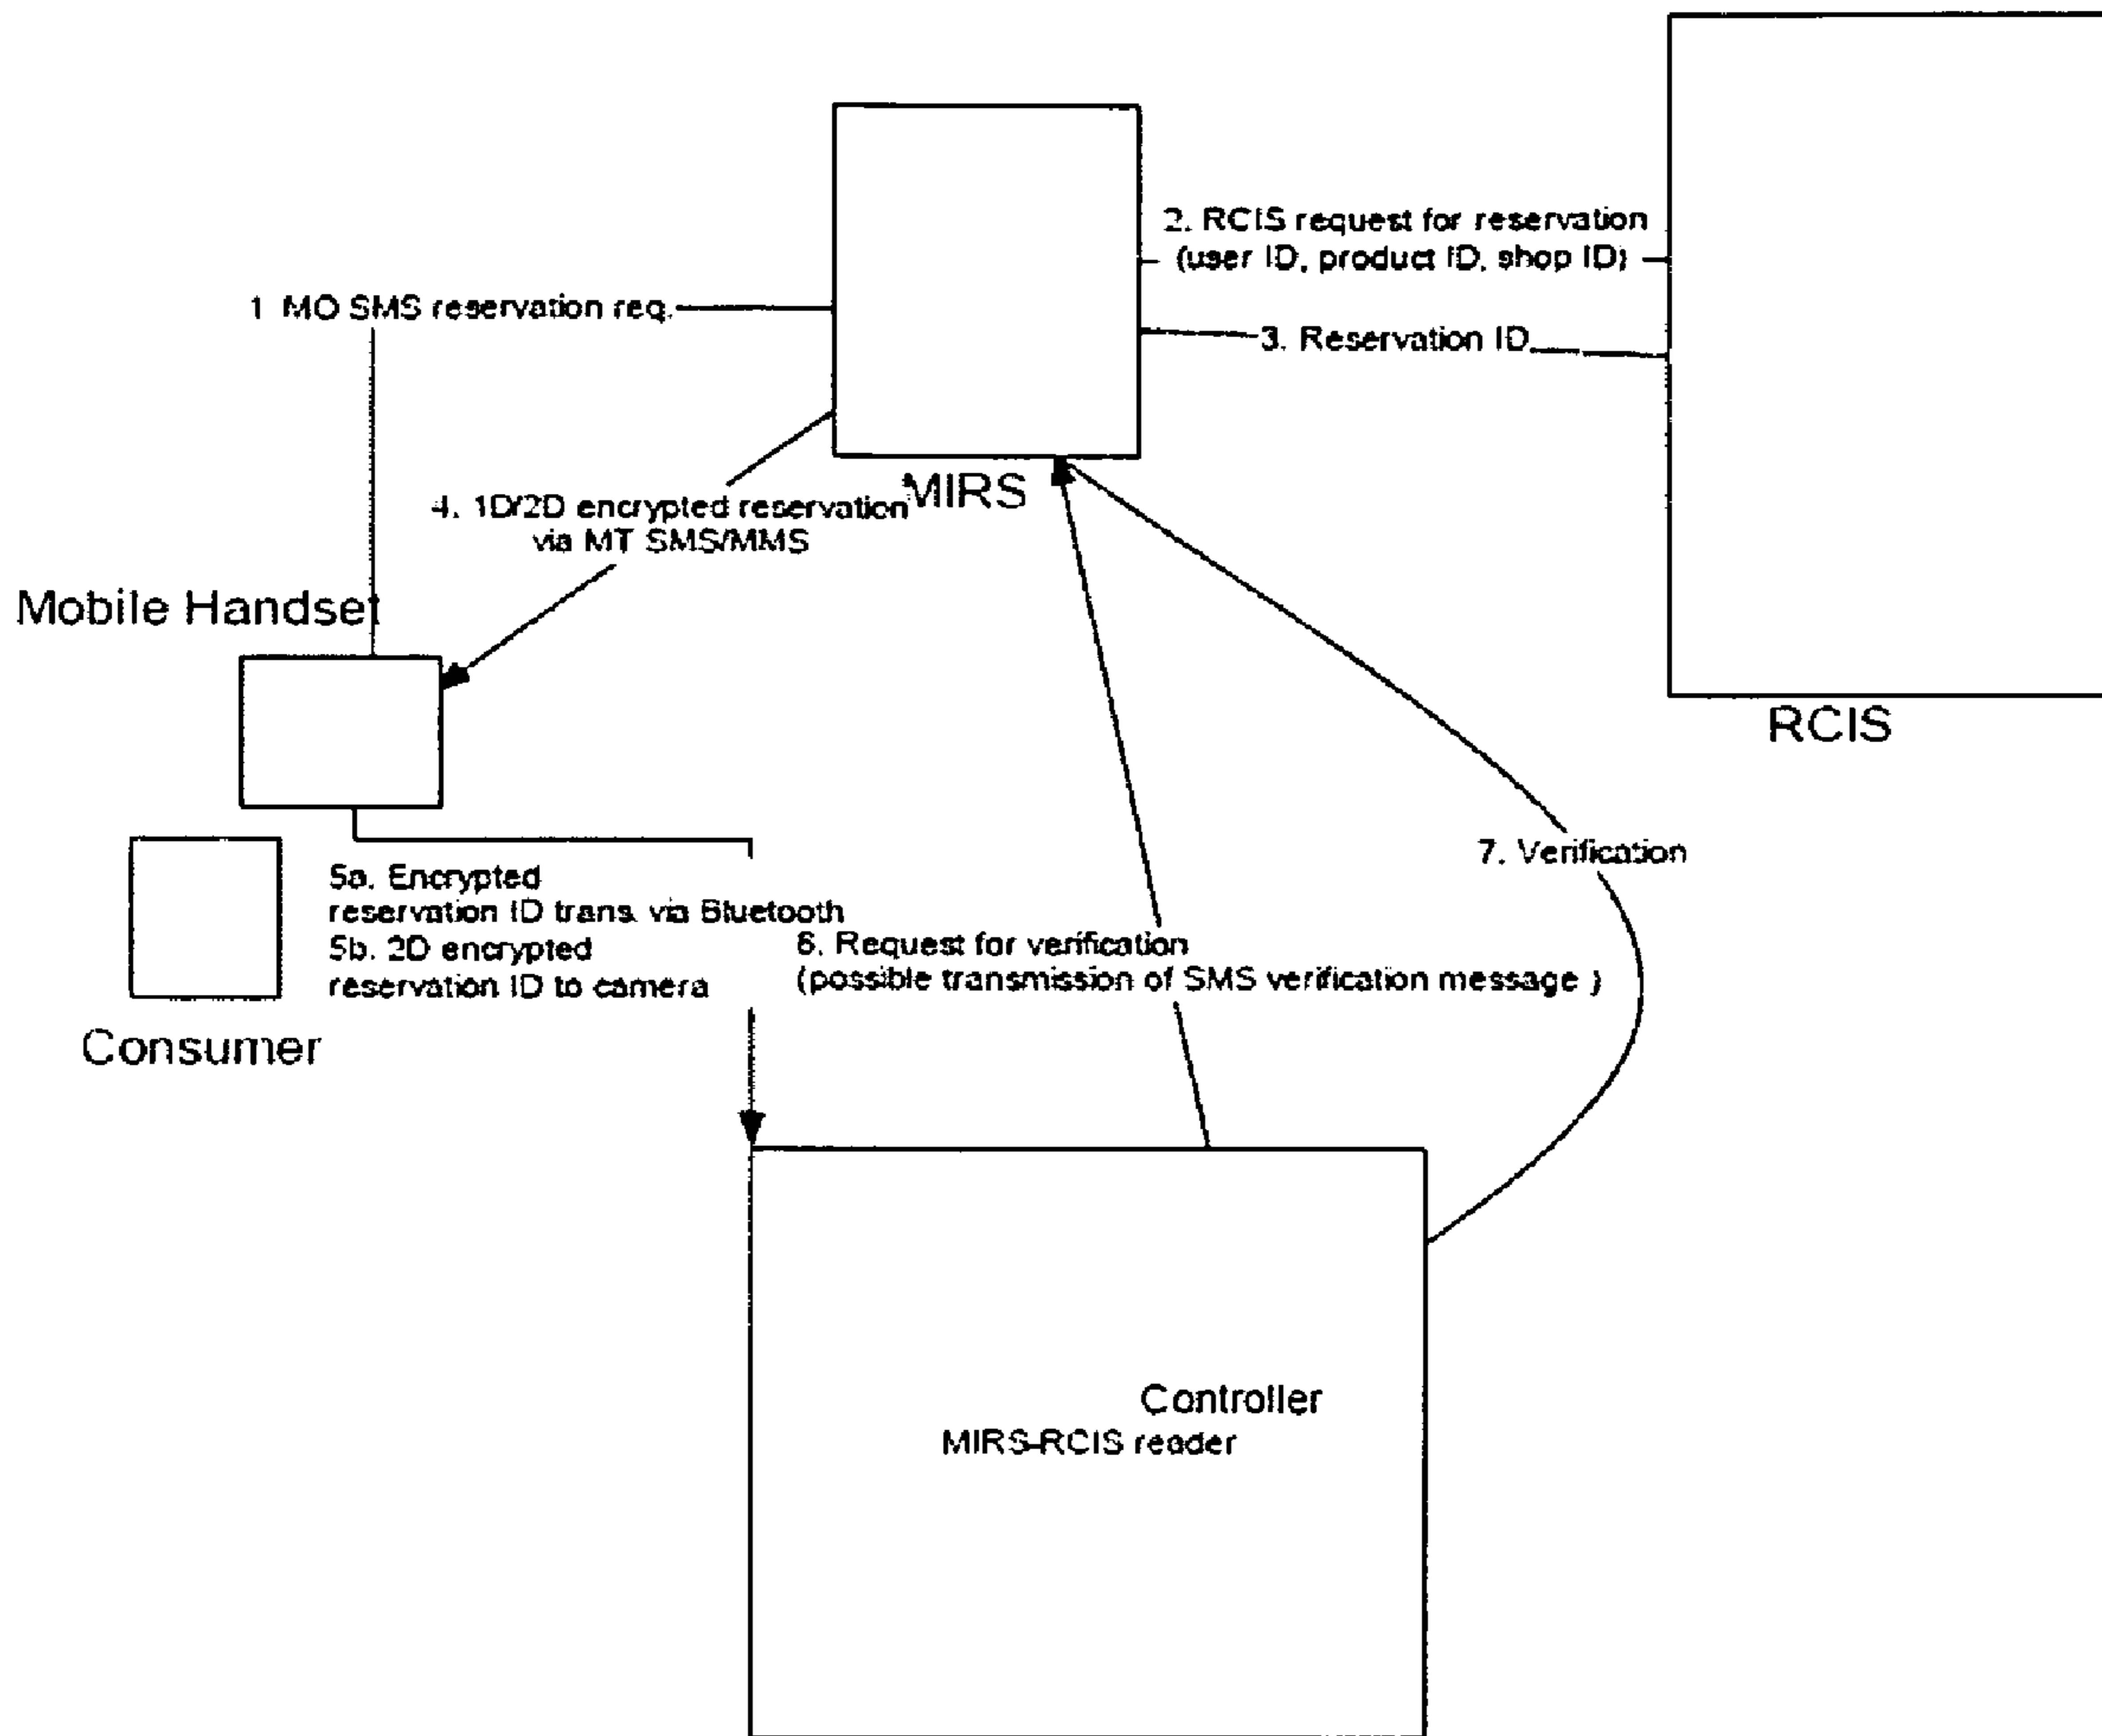 2. RCIS request for reservation
(user ID, product ID, shop ID)
1 MO SMS reservation req.
3. Reservation ID
MIRS
4. 1D/2D encrypted reservation
via MT SMS/MMS
Mobile Handset
RCIS
7. Verification
5a. Encrypted
reservation ID trans. via Bluetooth
5b. 2D encrypted
reservation ID to camera
6. Request for verification
(possible transmission of SMS verification message )
Consumer
Controller
MIRS-RCIS reader